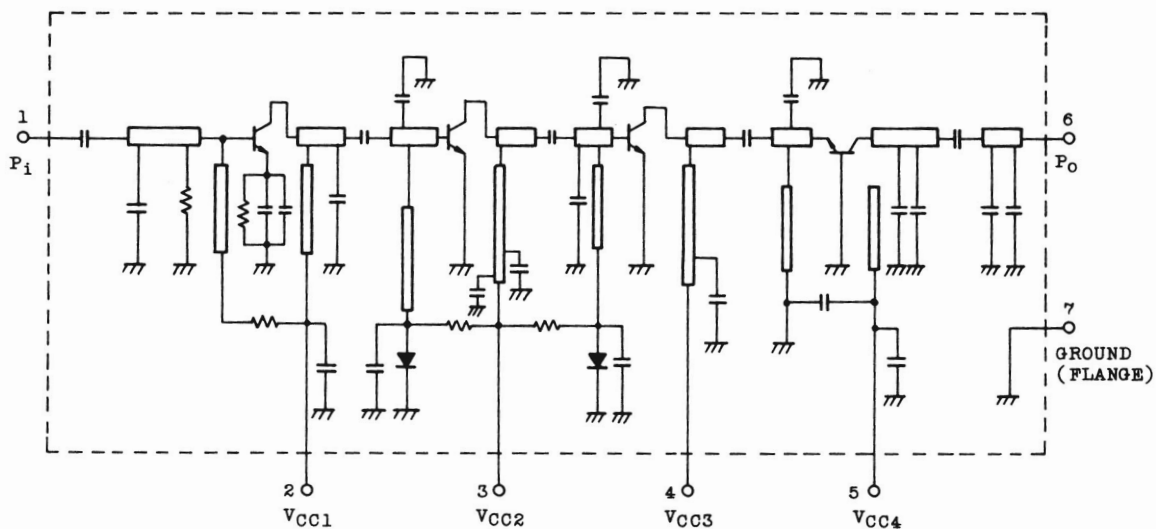 1
Pi
6
Po
7
GROUND
(FLANGE)
2
VCC1
3
VCC2
4
VCC3
5
VCC4